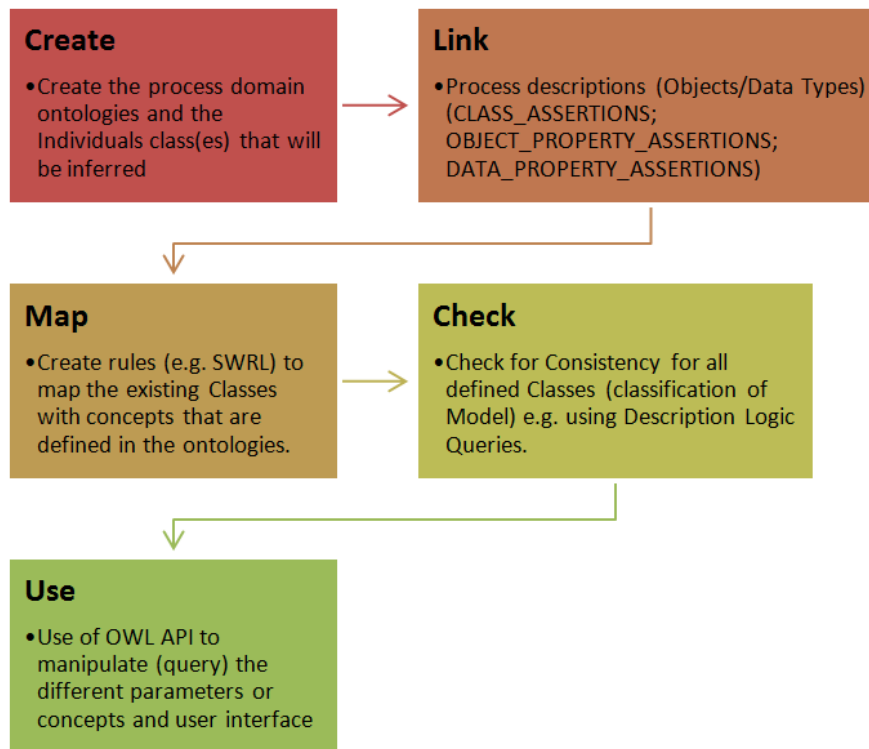 Create
•Create the process domain
ontologies and the
Individuals class(es) that will
be inferred
Link
•Process descriptions (Objects/Data Types)
(CLASS_ASSERTIONS;
OBJECT_PROPERTY_ASSERTIONS;
DATA_PROPERTY_ASSERTIONS)
Map
•Create rules (e.g. SWRL) to
map the existing Classes
with concepts that are
defined in the ontologies.
Check
•Check for Consistency for all
defined Classes (classification of
Model) e.g. using Description Logic
Queries.
Use
•Use of OWL API to
manipulate (query) the
different parameters or
concepts and user interface